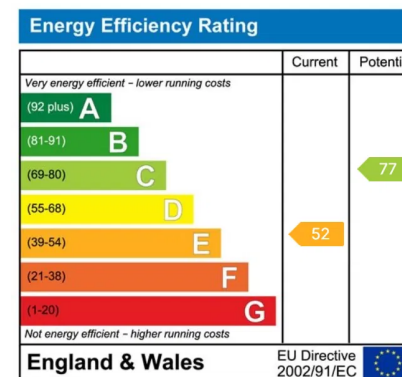 Energy Efficiency Rating
Current Potenti
Very energy efficient – lower running costs
(92 plus) A
(81-91) B
(69-80) C
77
(55-68) D
(39-54) E
52
(21-38) F
(1-20) G
Not energy efficient – higher running costs
England & Wales
EU Directive
2002/91/EC